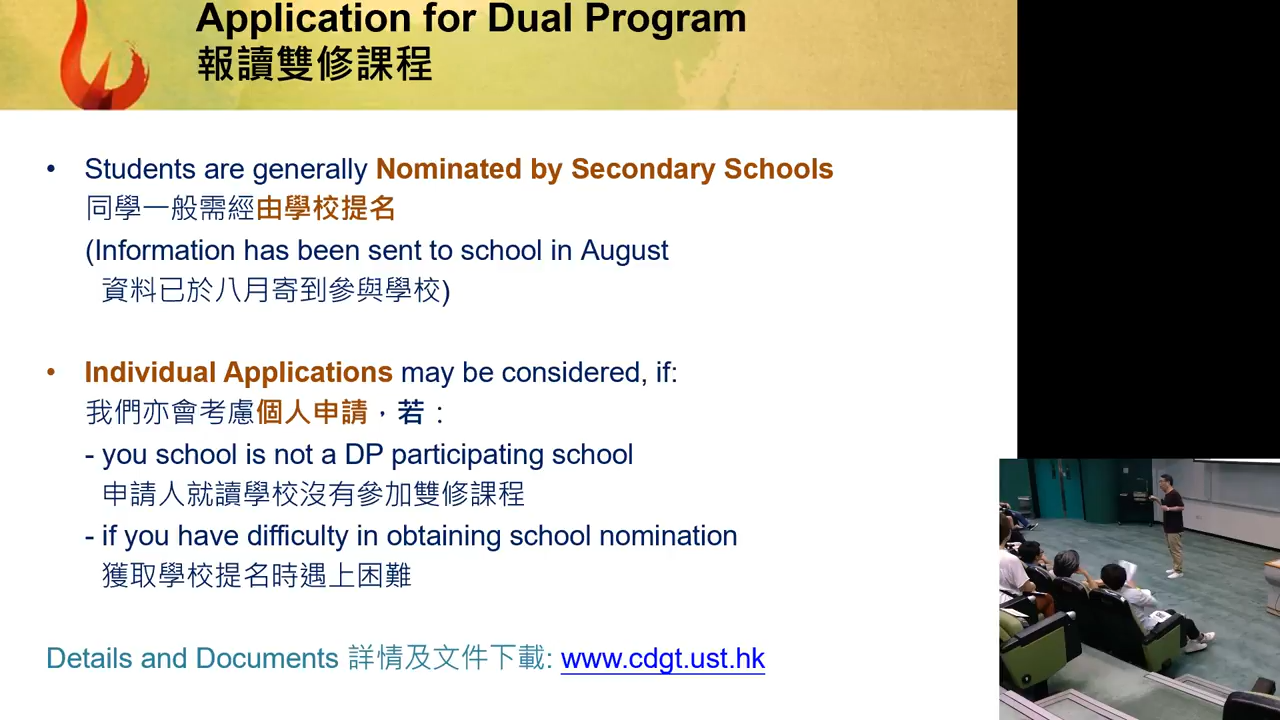 Application for Dual Program
報讀雙修課程
• Students are generally Nominated by Secondary Schools
同學一般需經由學校提名
(Information has been sent to school in August
資料已於八月寄到參與學校)
• Individual Applications may be considered, if:
我們亦會考慮個人申請，若：
- you school is not a DP participating school
申請人就讀學校沒有參加雙修課程
- if you have difficulty in obtaining school nomination
獲取學校提名時遇上困難
Details and Documents 詳情及文件下載: www.cdgt.ust.hk